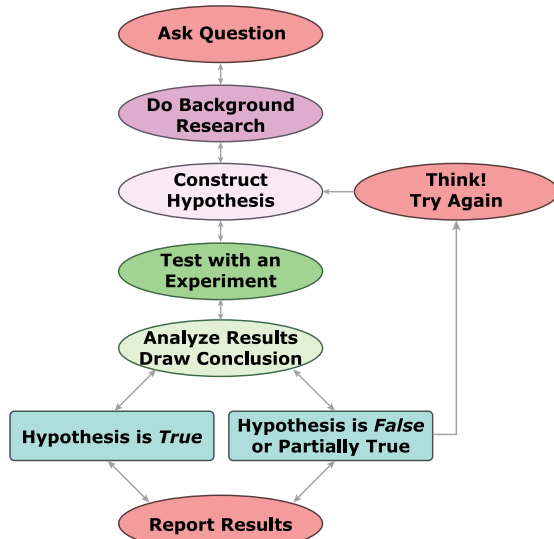 Ask Question
Do Background
Research
Construct
Hypothesis
Think!
Try Again
Test with an
Experiment
Analyze Results
Draw Conclusion
Hypothesis is True
Hypothesis is False
or Partially True
Report Results